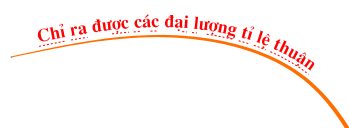 Chỉ ra được các đại lượng tỉ lệ thuận